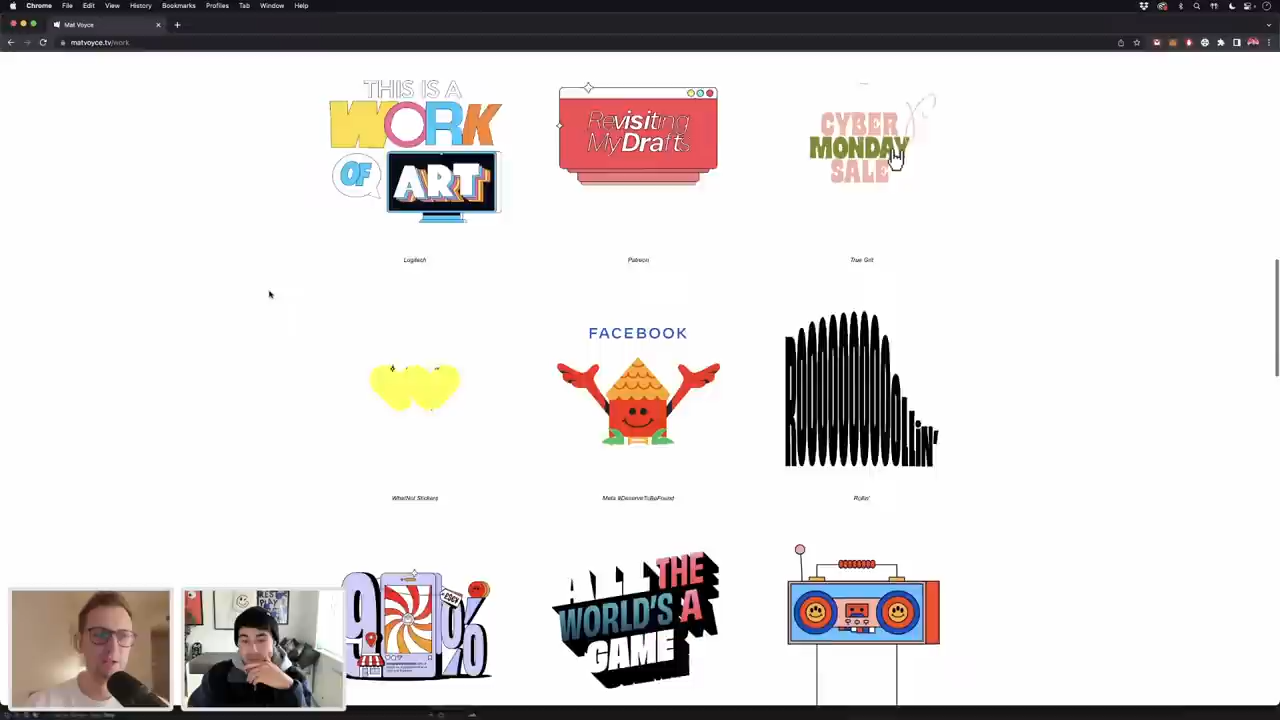 Chrome File Edit View History Bookmarks Profiles Tab Window Help
Mat Voyce
matvoyce.tv/work
THIS IS A
WORK
OF
ART
Revisiting
My Drafts
CYBER
MONDAY
SALE
Logitech
Patreon
True Grit
FACEBOOK
ROOOOOOOOLLiN'
WhatNot Stickers
Meta #DeserveToBeFound
Rollin'
9 %
ALL THE
WORLD'S A
GAME